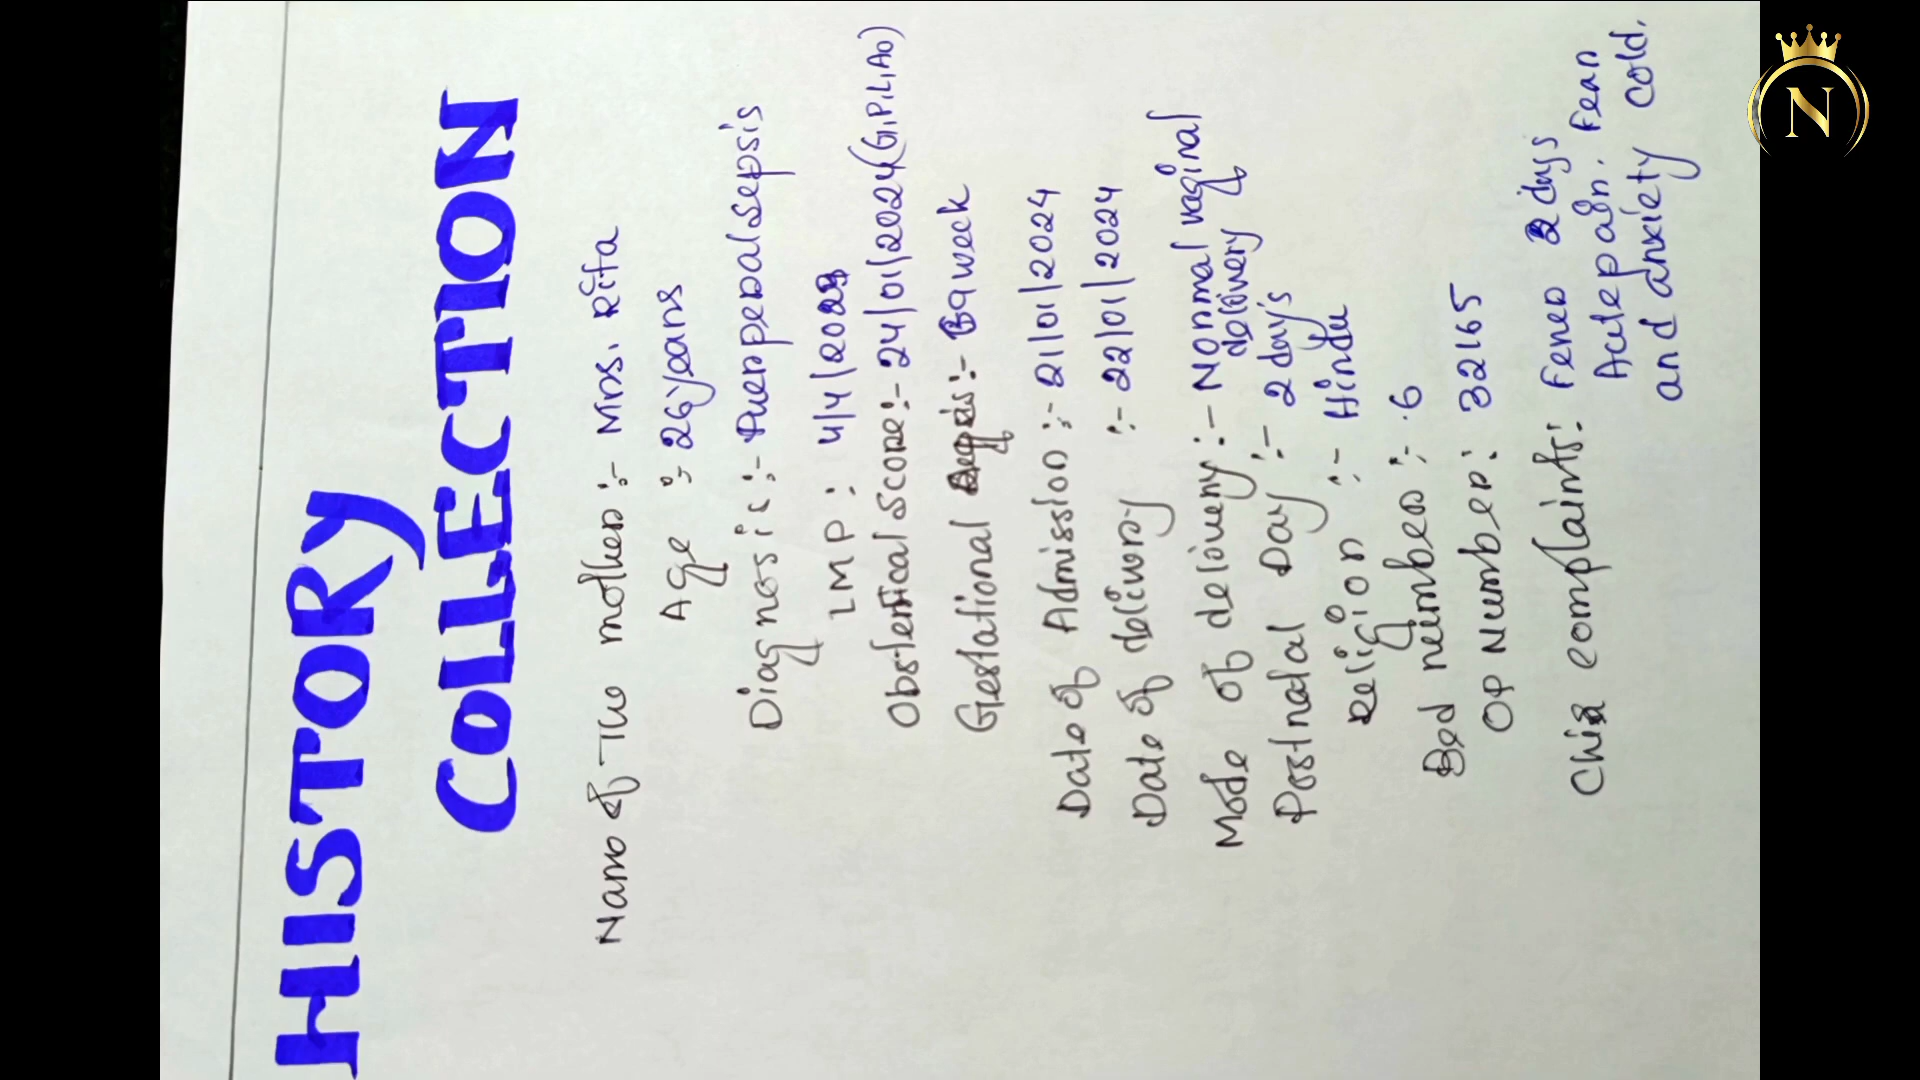 HISTORY
COLLECTION
Name of The mother :- Mrs. Rita
Age :- 26 years
Diagnosis :- Puerperal sepsis
LMP : 4/4/2023
Obstetrical Score :- 24/01/2024 (G1P1L1A0)
Gestational :- 39 week
Date of Admission :- 21/01/2024
Date of delivery :- 22/01/2024
Mode of delivery :- Normal vaginal
delivery
Postnatal Day :- 2 day's
Religion :- Hindu
Bed number :- 6
OP Number : 32165
complaints : Fever 2 days
Acute pain. Fear
and anxiety cold.
N